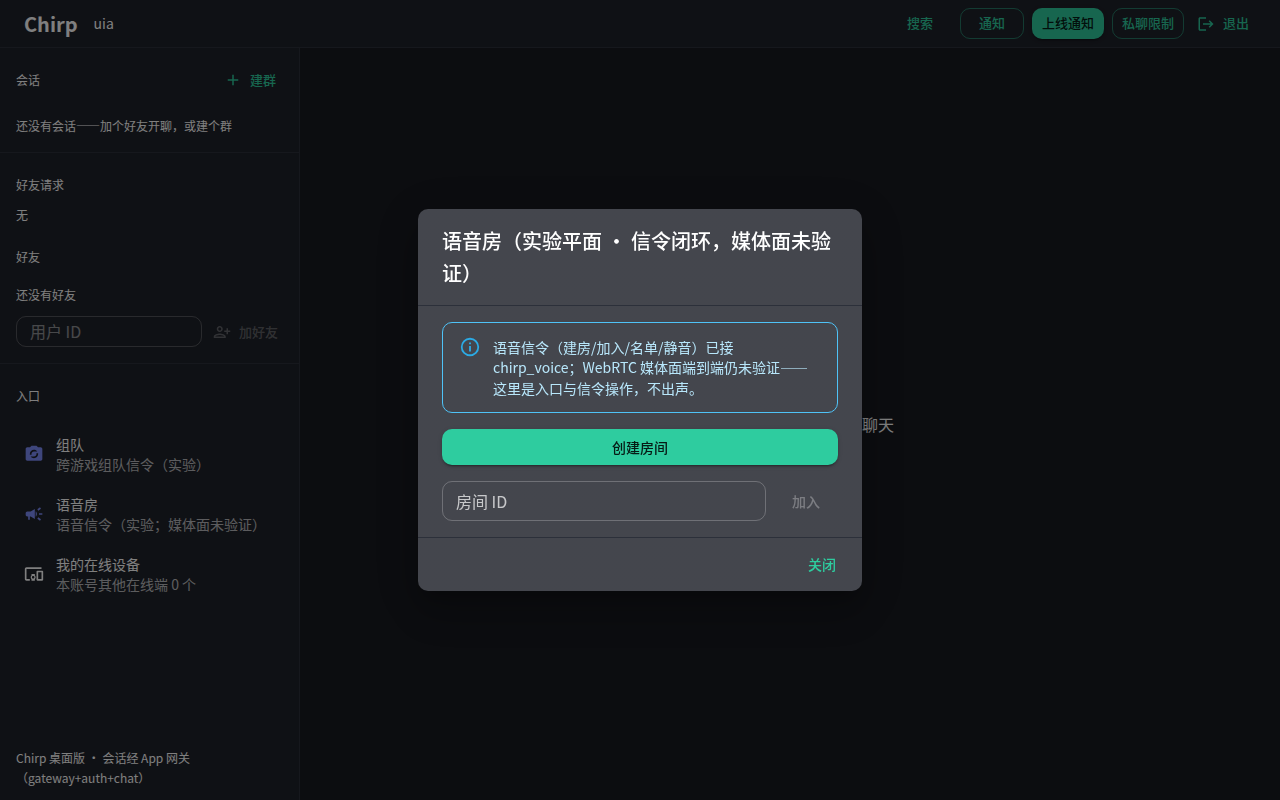 Chirp uia 搜索 通知 上线通知 私聊限制 退出
会话 建群
还没有会话——加个好友开聊，或建个群
好友请求
无
好友
还没有好友
用户 ID 加好友
入口
组队
跨游戏组队信令（实验）
语音房
语音信令（实验；媒体面未验证）
我的在线设备
本账号其他在线端 0 个
Chirp 桌面版 · 会话经 App 网关
（gateway+auth+chat）
语音房（实验平面 · 信令闭环，媒体面未验
证）
语音信令（建房/加入/名单/静音）已接
chirp_voice；WebRTC 媒体面端到端仍未验证——
这里是入口与信令操作，不出声。
创建房间
房间 ID 加入
关闭
聊天